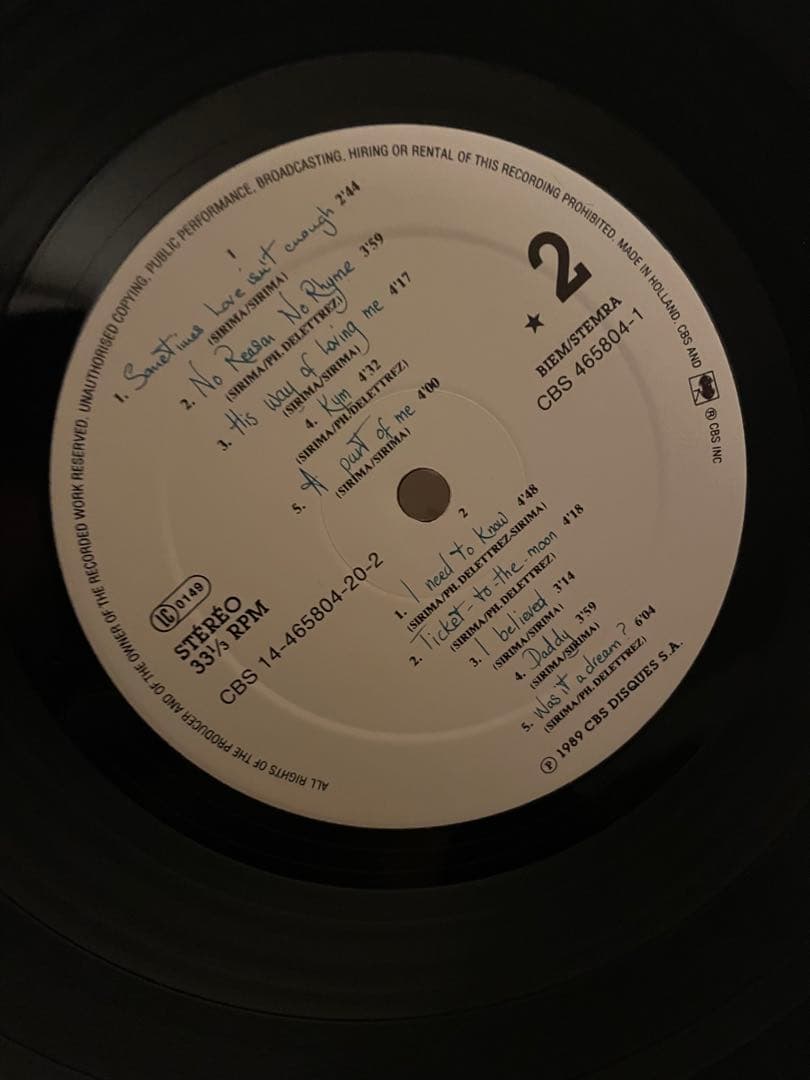 ALL RIGHTS OF THE PRODUCER AND OF THE OWNER OF THE RECORDED WORK RESERVED. UNAUTHORISED COPYING, PUBLIC PERFORMANCE, BROADCASTING, HIRING OR RENTAL OF THIS RECORDING PROHIBITED. MADE IN HOLLAND. CBS AND ℗ CBS INC
2
★
BIEM/STEMRA
CBS 465804-1
1
1. Sometimes Love isn't enough 2'44
(SIRIMA/SIRIMA)
2. No Reason No Rhyme 3'59
(SIRIMA/PH. DELETTREZ)
3. His way of loving me 4'17
(SIRIMA/SIRIMA)
4. Kym 4'32
(SIRIMA/PH. DELETTREZ)
5. A part of me 4'00
(SIRIMA/SIRIMA)
2
1. I need to Know 4'48
(SIRIMA/PH. DELETTREZ-SIRIMA)
2. Ticket-to-the-moon 4'18
(SIRIMA/PH. DELETTREZ)
3. I believed 3'14
(SIRIMA/SIRIMA)
4. Daddy 3'59
(SIRIMA/SIRIMA)
5. Was it a dream? 6'04
(SIRIMA/PH. DELETTREZ)
℗ 1989 CBS DISQUES S.A.
LC 0149
STÉRÉO
33 1/3 RPM
CBS 14-465804-20-2